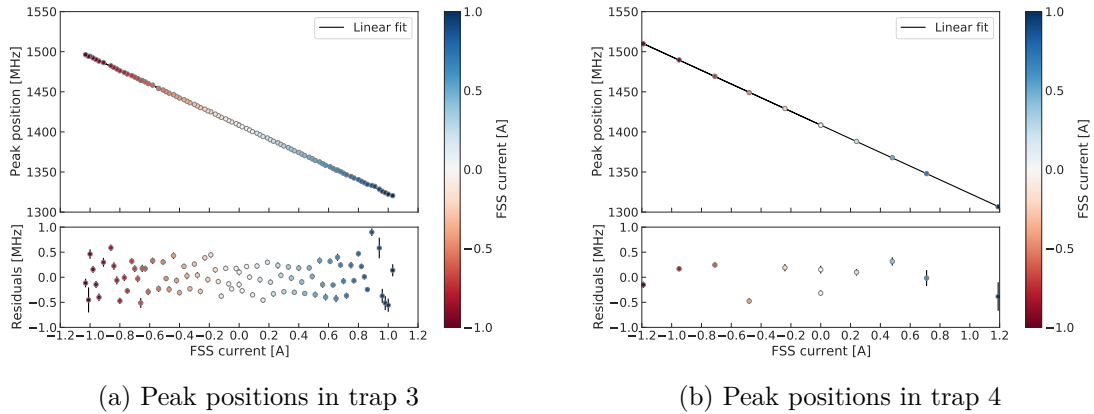 1550
1500
1450
1400
1350
1300
Peak position [MHz]
Linear fit
1.0
0.5
0.0
−0.5
−1.0
Residuals [MHz]
−1.2 −1.0 −0.8 −0.6 −0.4 −0.2 0.0 0.2 0.4 0.6 0.8 1.0 1.2
FSS current [A]
1.0
0.5
0.0
−0.5
−1.0
FSS current [A]
(a) Peak positions in trap 3
1550
1500
1450
1400
1350
1300
Peak position [MHz]
Linear fit
1.0
0.5
0.0
−0.5
−1.0
Residuals [MHz]
−1.2 −1.0 −0.8 −0.6 −0.4 −0.2 0.0 0.2 0.4 0.6 0.8 1.0 1.2
FSS current [A]
1.0
0.5
0.0
−0.5
−1.0
FSS current [A]
(b) Peak positions in trap 4